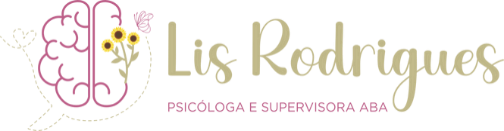 Lis Rodrigues
PSICÓLOGA E SUPERVISORA ABA